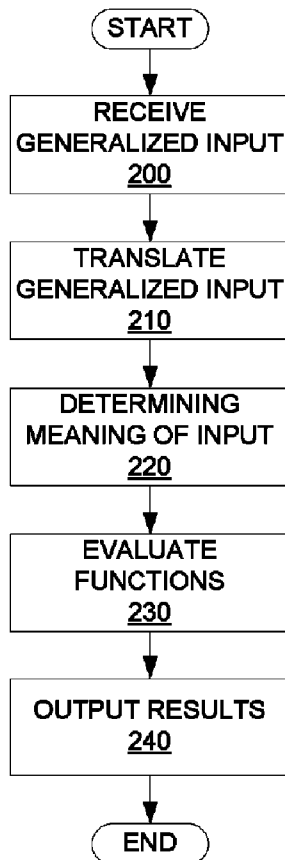 START
RECEIVE
GENERALIZED INPUT
200
TRANSLATE
GENERALIZED INPUT
210
DETERMINING
MEANING OF INPUT
220
EVALUATE
FUNCTIONS
230
OUTPUT RESULTS
240
END